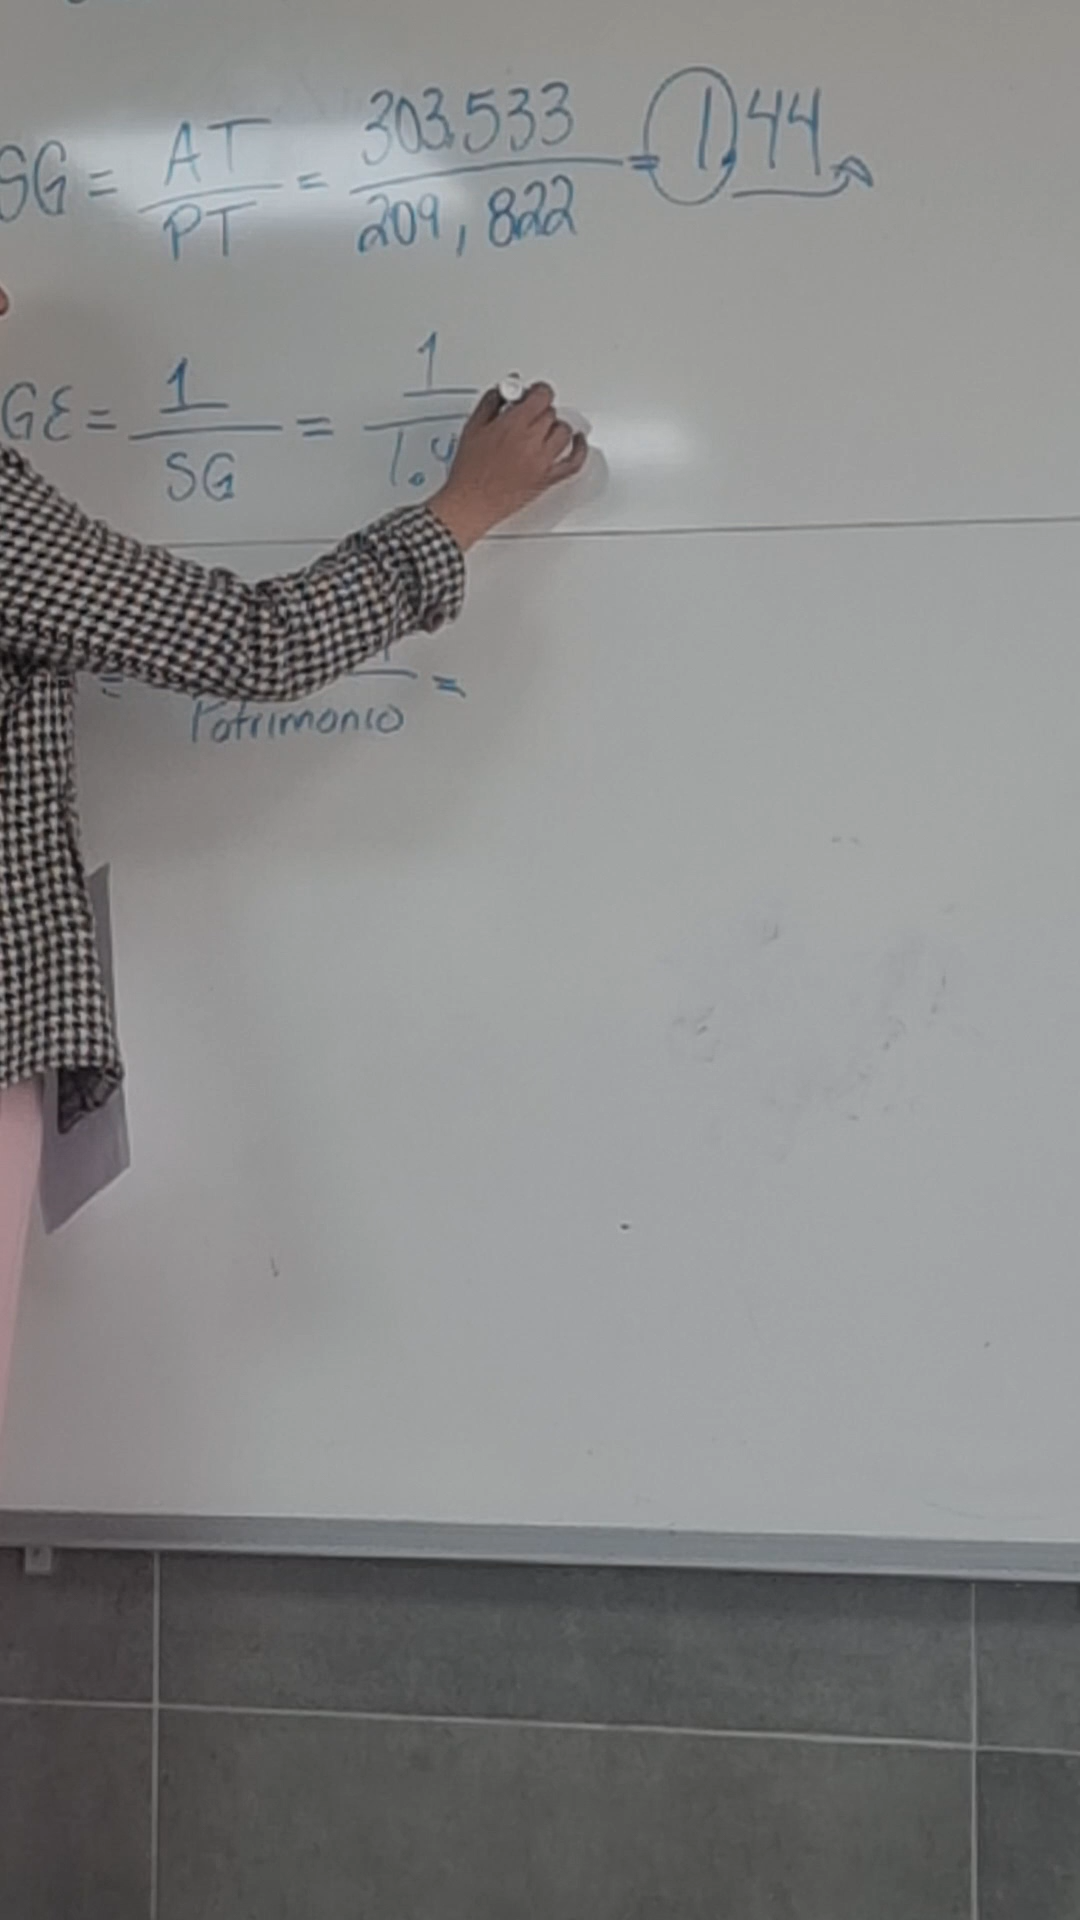 SG = AT / PT = 303.533 / 209,822 = 1.44
GE = 1 / SG = 1 / 1.4
= / Patrimonio =